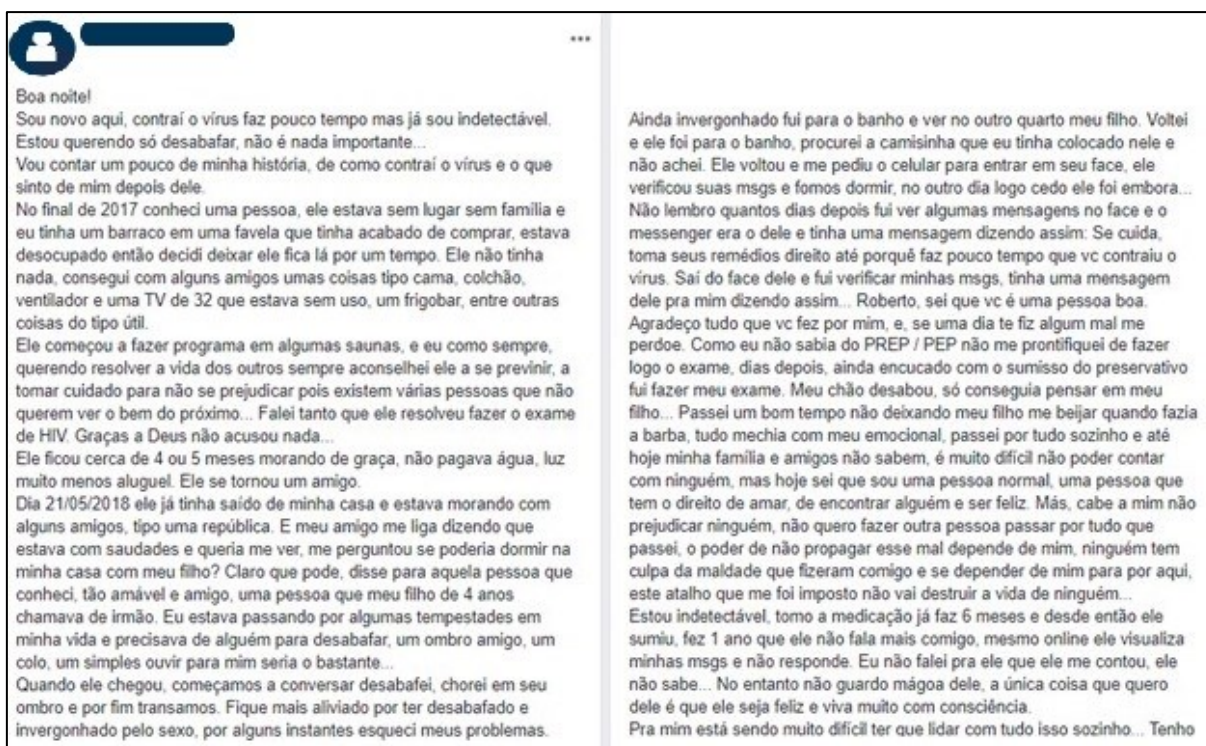 Boa noite!
Sou novo aqui, contraí o vírus faz pouco tempo mas já sou indetectável.
Estou querendo só desabafar, não é nada importante...
Vou contar um pouco de minha história, de como contraí o vírus e o que
sinto de mim depois dele.
No final de 2017 conheci uma pessoa, ele estava sem lugar sem família e
eu tinha um barraco em uma favela que tinha acabado de comprar, estava
desocupado então decidi deixar ele fica lá por um tempo. Ele não tinha
nada, consegui com alguns amigos umas coisas tipo cama, colchão,
ventilador e uma TV de 32 que estava sem uso, um frigobar, entre outras
coisas do tipo útil.
Ele começou a fazer programa em algumas saunas, e eu como sempre,
querendo resolver a vida dos outros sempre aconselhei ele a se previnir, a
tomar cuidado para não se prejudicar pois existem várias pessoas que não
querem ver o bem do próximo... Falei tanto que ele resolveu fazer o exame
de HIV. Graças a Deus não acusou nada...
Ele ficou cerca de 4 ou 5 meses morando de graça, não pagava água, luz
muito menos aluguel. Ele se tornou um amigo.
Dia 21/05/2018 ele já tinha saído de minha casa e estava morando com
alguns amigos, tipo uma república. E meu amigo me liga dizendo que
estava com saudades e queria me ver, me perguntou se poderia dormir na
minha casa com meu filho? Claro que pode, disse para aquela pessoa que
conheci, tão amável e amigo, uma pessoa que meu filho de 4 anos
chamava de irmão. Eu estava passando por algumas tempestades em
minha vida e precisava de alguém para desabafar, um ombro amigo, um
colo, um simples ouvir para mim seria o bastante...
Quando ele chegou, começamos a conversar desabafei, chorei em seu
ombro e por fim transamos. Fique mais aliviado por ter desabafado e
invergonhado pelo sexo, por alguns instantes esqueci meus problemas.
Ainda invergonhado fui para o banho e ver no outro quarto meu filho. Voltei
e ele foi para o banho, procurei a camisinha que eu tinha colocado nele e
não achei. Ele voltou e me pediu o celular para entrar em seu face, ele
verificou suas msgs e fomos dormir, no outro dia logo cedo ele foi embora...
Não lembro quantos dias depois fui ver algumas mensagens no face e o
messenger era o dele e tinha uma mensagem dizendo assim: Se cuida,
toma seus remédios direito até porquê faz pouco tempo que vc contraiu o
vírus. Saí do face dele e fui verificar minhas msgs, tinha uma mensagem
dele pra mim dizendo assim... Roberto, sei que vc é uma pessoa boa.
Agradeço tudo que vc fez por mim, e, se uma dia te fiz algum mal me
perdoe. Como eu não sabia do PREP / PEP não me prontifiquei de fazer
logo o exame, dias depois, ainda encucado com o sumisso do preservativo
fui fazer meu exame. Meu chão desabou, só conseguia pensar em meu
filho... Passei um bom tempo não deixando meu filho me beijar quando fazia
a barba, tudo mechia com meu emocional, passei por tudo sozinho e até
hoje minha família e amigos não sabem, é muito difícil não poder contar
com ninguém, mas hoje sei que sou uma pessoa normal, uma pessoa que
tem o direito de amar, de encontrar alguém e ser feliz. Más, cabe a mim não
prejudicar ninguém, não quero fazer outra pessoa passar por tudo que
passei, o poder de não propagar esse mal depende de mim, ninguém tem
culpa da maldade que fizeram comigo e se depender de mim para por aqui,
este atalho que me foi imposto não vai destruir a vida de ninguém...
Estou indetectável, tomo a medicação já faz 6 meses e desde então ele
sumiu, fez 1 ano que ele não fala mais comigo, mesmo online ele visualiza
minhas msgs e não responde. Eu não falei pra ele que ele me contou, ele
não sabe... No entanto não guardo mágoa dele, a única coisa que quero
dele é que ele seja feliz e viva muito com consciência.
Pra mim está sendo muito difícil ter que lidar com tudo isso sozinho... Tenho